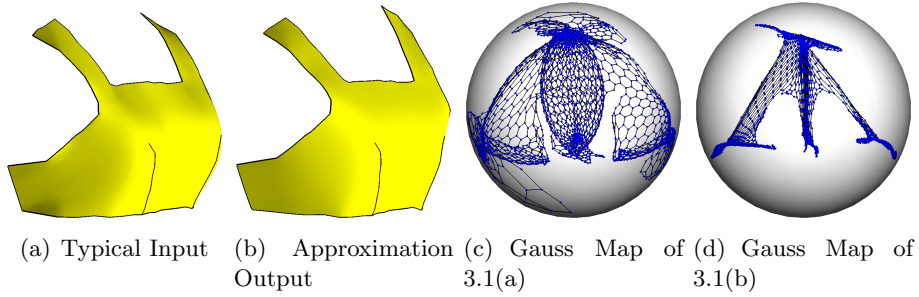 (a) Typical Input
(b) Approximation Output
(c) Gauss Map of 3.1(a)
(d) Gauss Map of 3.1(b)